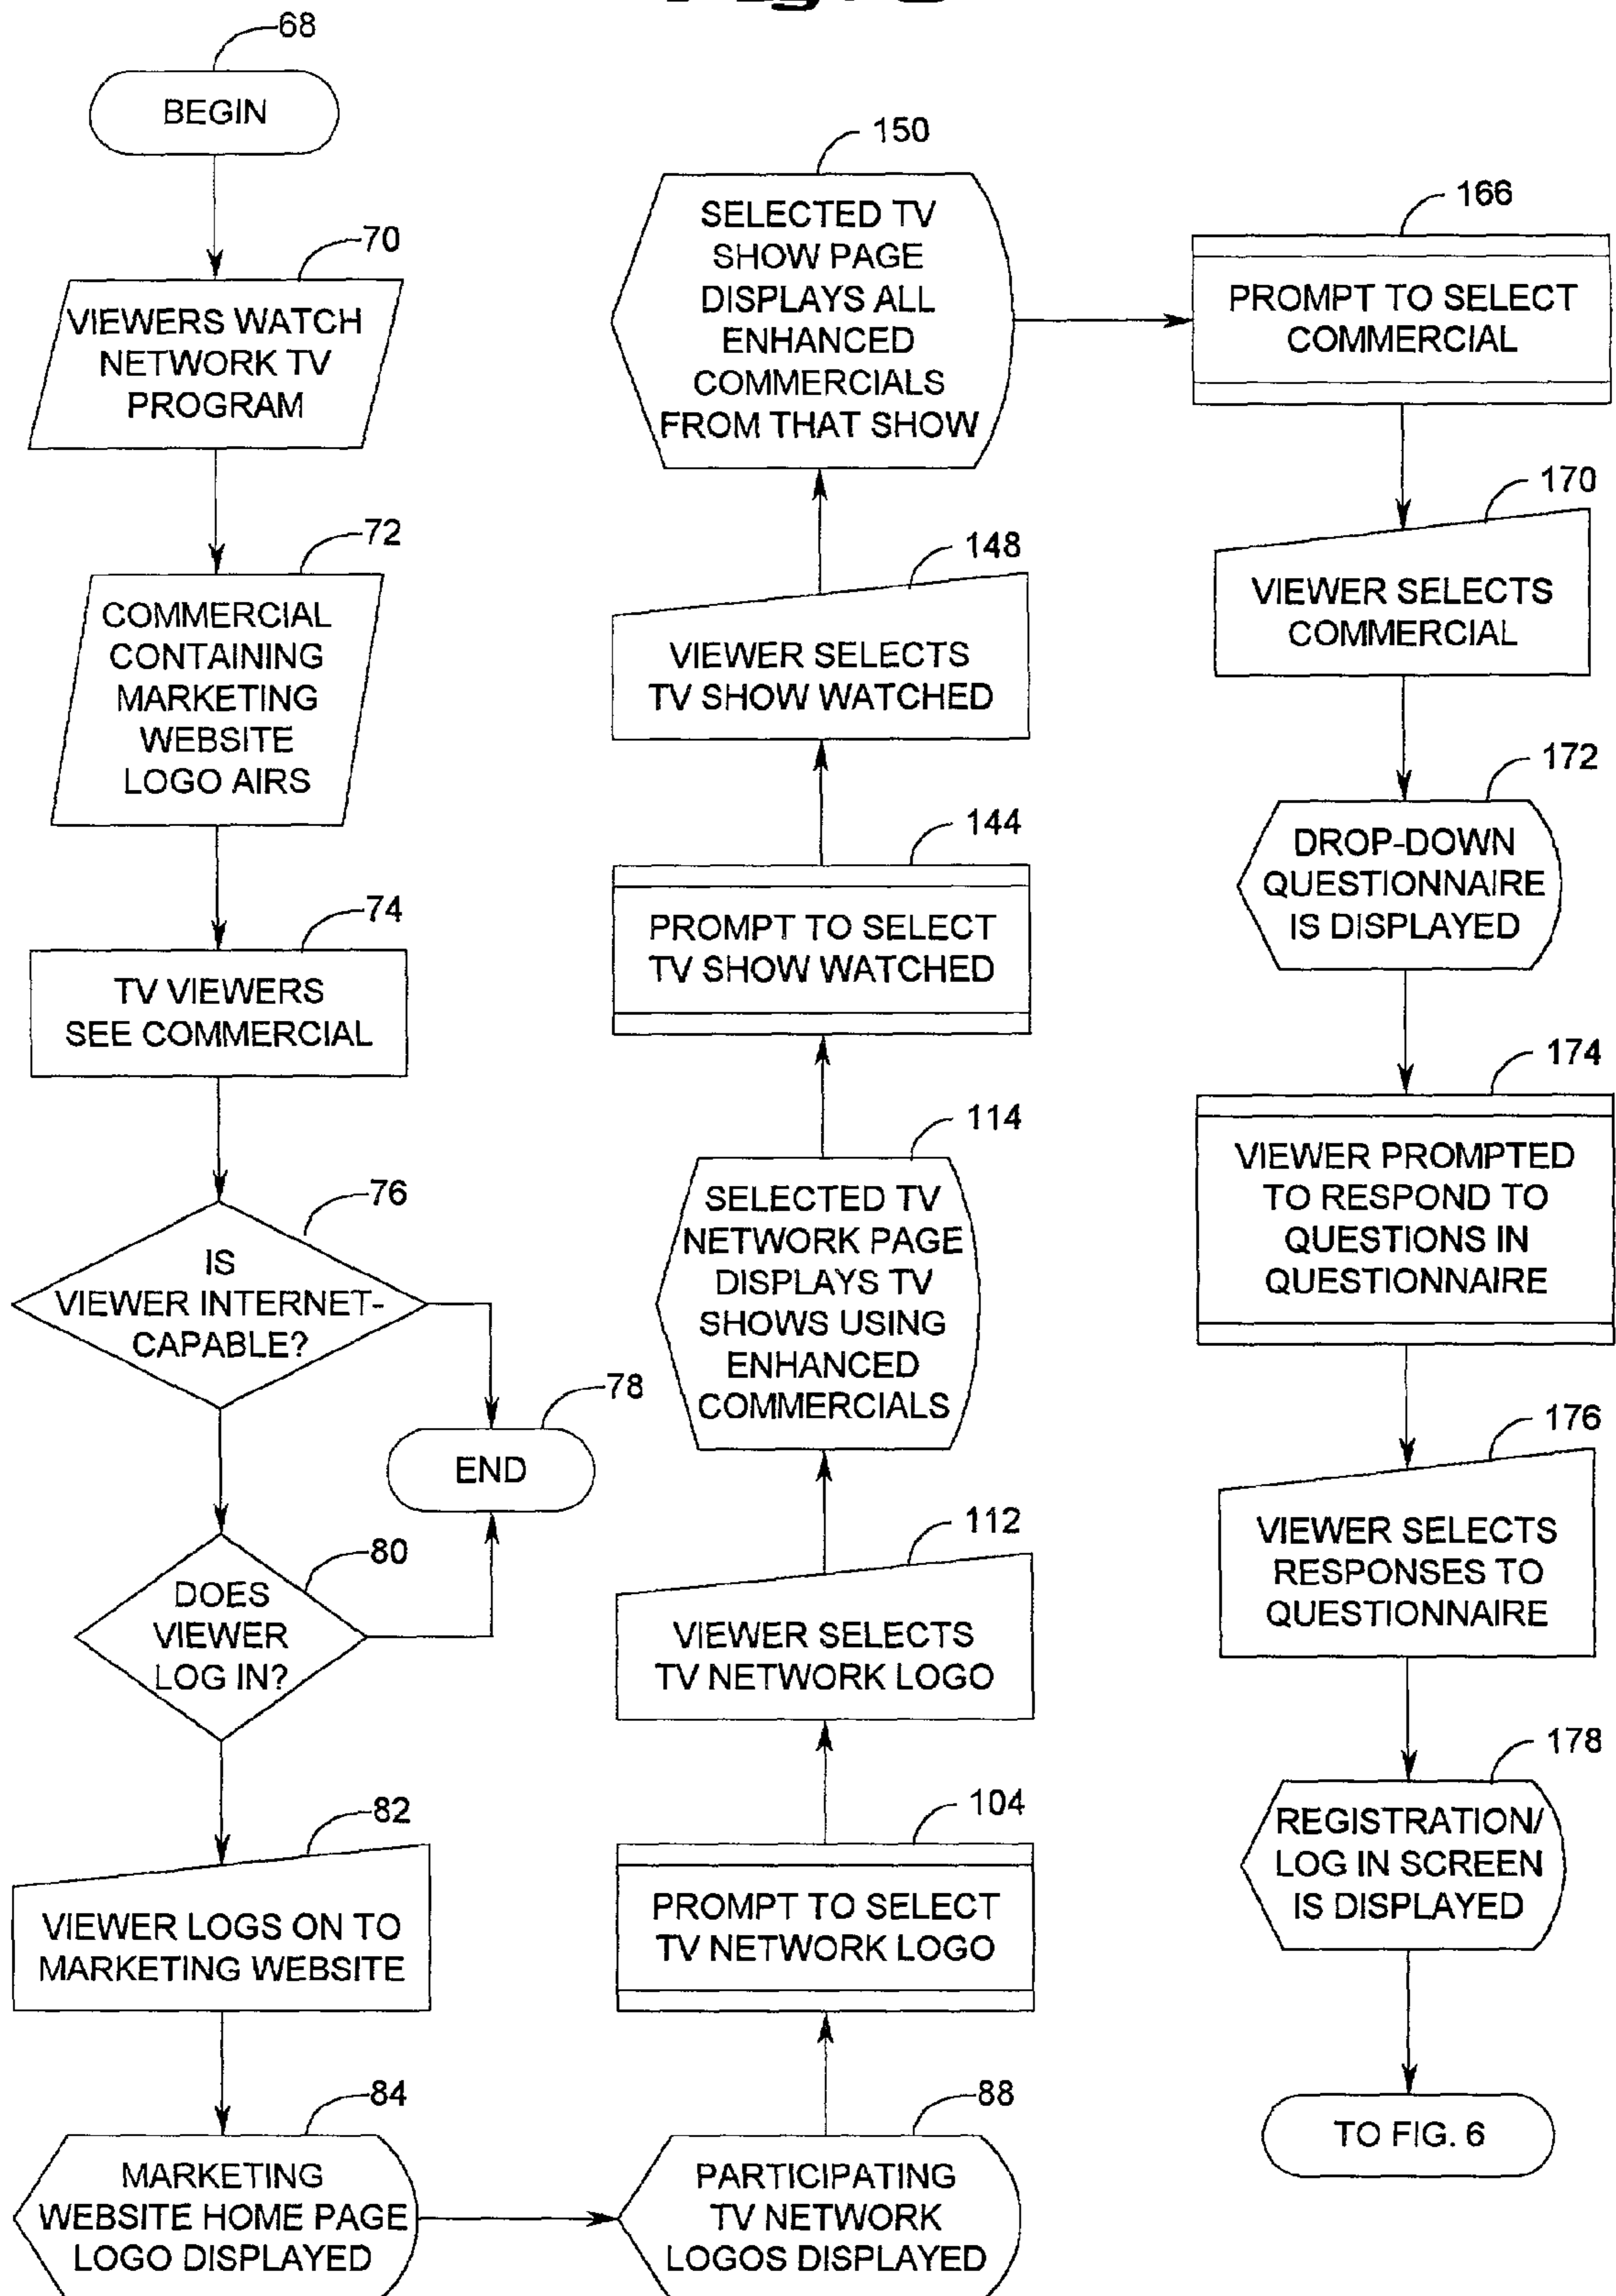 68
BEGIN
70
VIEWERS WATCH
NETWORK TV
PROGRAM
72
COMMERCIAL
CONTAINING
MARKETING
WEBSITE
LOGO AIRS
74
TV VIEWERS
SEE COMMERCIAL
76
IS
VIEWER INTERNET-
CAPABLE?
78
END
80
DOES
VIEWER
LOG IN?
82
VIEWER LOGS ON TO
MARKETING WEBSITE
84
MARKETING
WEBSITE HOME PAGE
LOGO DISPLAYED
88
PARTICIPATING
TV NETWORK
LOGOS DISPLAYED
104
PROMPT TO SELECT
TV NETWORK LOGO
112
VIEWER SELECTS
TV NETWORK LOGO
114
SELECTED TV
NETWORK PAGE
DISPLAYS TV
SHOWS USING
ENHANCED
COMMERCIALS
144
PROMPT TO SELECT
TV SHOW WATCHED
148
VIEWER SELECTS
TV SHOW WATCHED
150
SELECTED TV
SHOW PAGE
DISPLAYS ALL
ENHANCED
COMMERCIALS
FROM THAT SHOW
166
PROMPT TO SELECT
COMMERCIAL
170
VIEWER SELECTS
COMMERCIAL
172
DROP-DOWN
QUESTIONNAIRE
IS DISPLAYED
174
VIEWER PROMPTED
TO RESPOND TO
QUESTIONS IN
QUESTIONNAIRE
176
VIEWER SELECTS
RESPONSES TO
QUESTIONNAIRE
178
REGISTRATION/
LOG IN SCREEN
IS DISPLAYED
TO FIG. 6